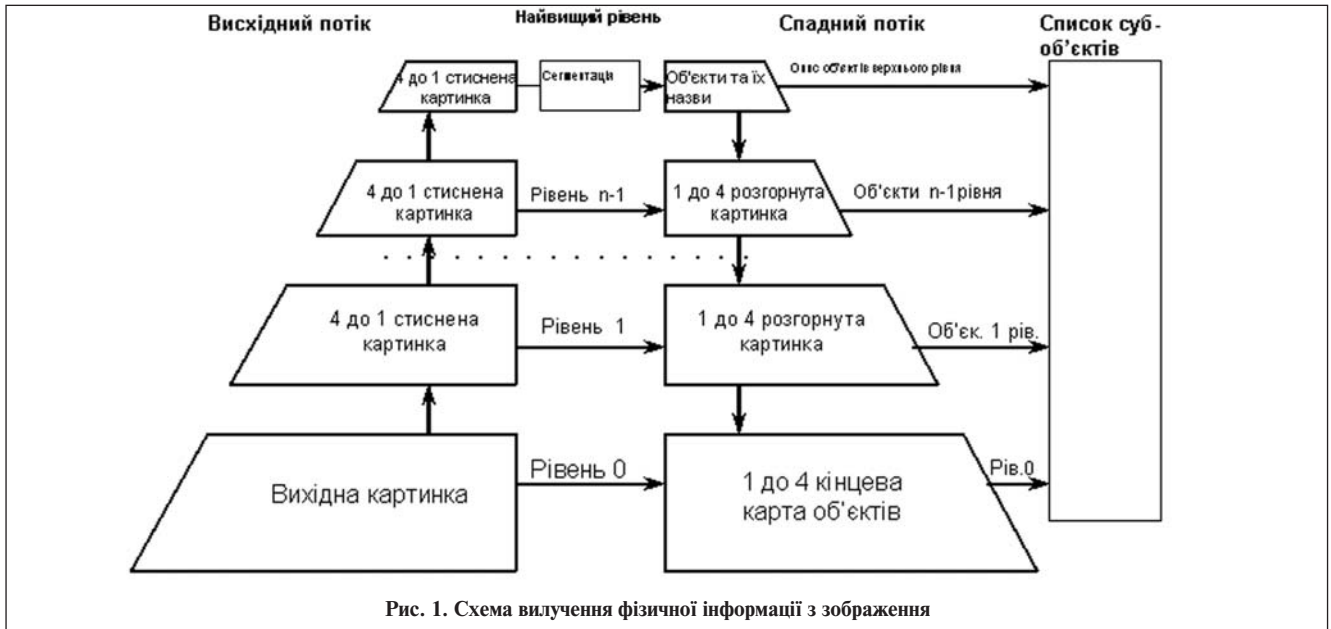 Висхідний потік
Найвищий рівень
Спадний потік
Список суб-
об'єктів
4 до 1 стиснена
картинка
Сегментація
Об'єкти та їх
назви
Опис об'єктів верхнього рівня
4 до 1 стиснена
картинка
Рівень n-1
1 до 4 розгорнута
картинка
Об'єкти n-1рівня
4 до 1 стиснена
картинка
Рівень 1
1 до 4 розгорнута
картинка
Об'єк. 1 рів.
Вихідна картинка
Рівень 0
1 до 4 кінцева
карта об'єктів
Рів.0
Рис. 1. Схема вилучення фізичної інформації з зображення